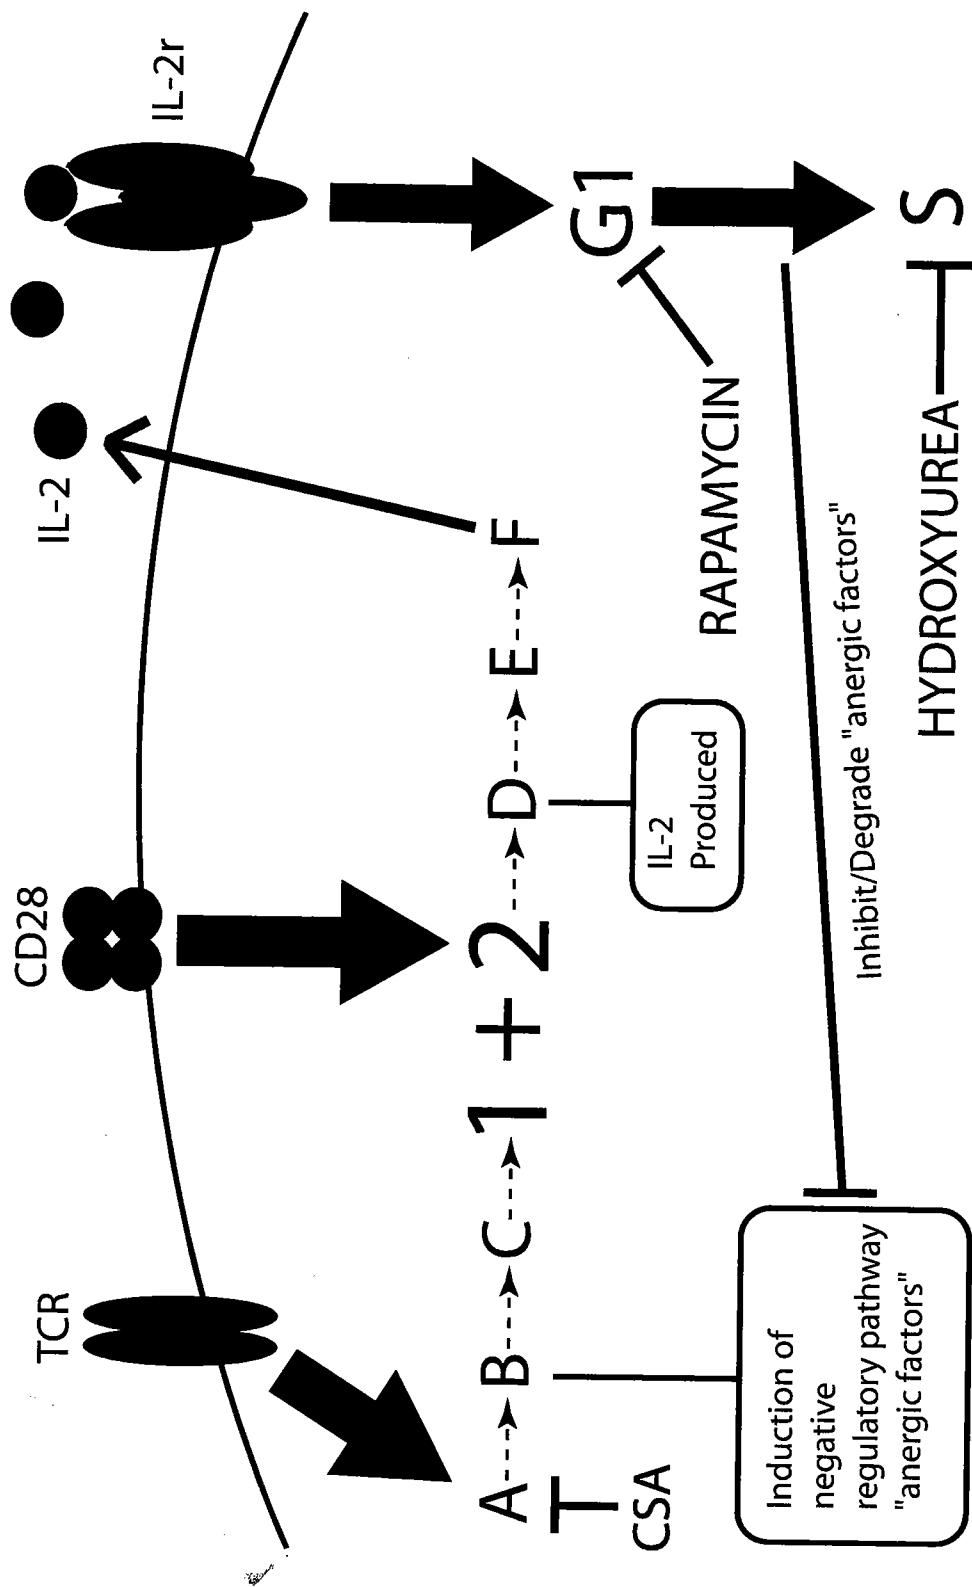 TCR
CD28
IL-2
IL-2r
A
B
C
1 + 2
D
E
F
G1
S
CSA
IL-2
Produced
RAPAMYCIN
Induction of
negative
regulatory pathway
"anergic factors"
Inhibit/Degrade "anergic factors"
HYDROXYUREA